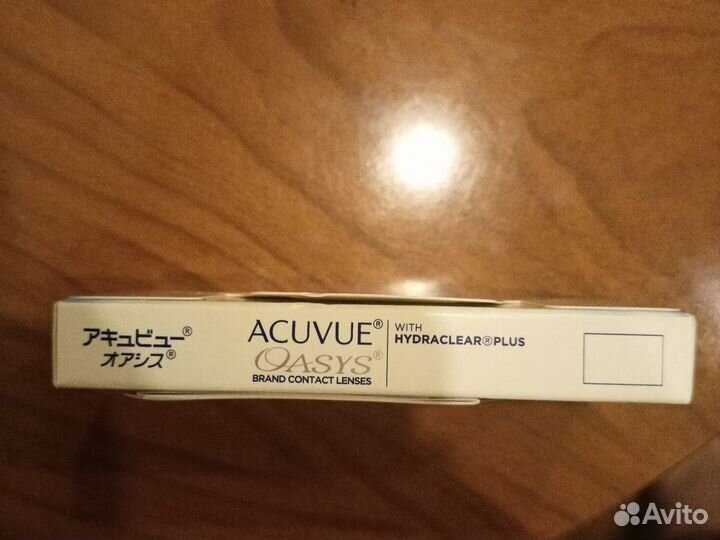 アキュビュー®
オアシス®
ACUVUE®
OASYS®
BRAND CONTACT LENSES
WITH
HYDRACLEAR®PLUS
Avito